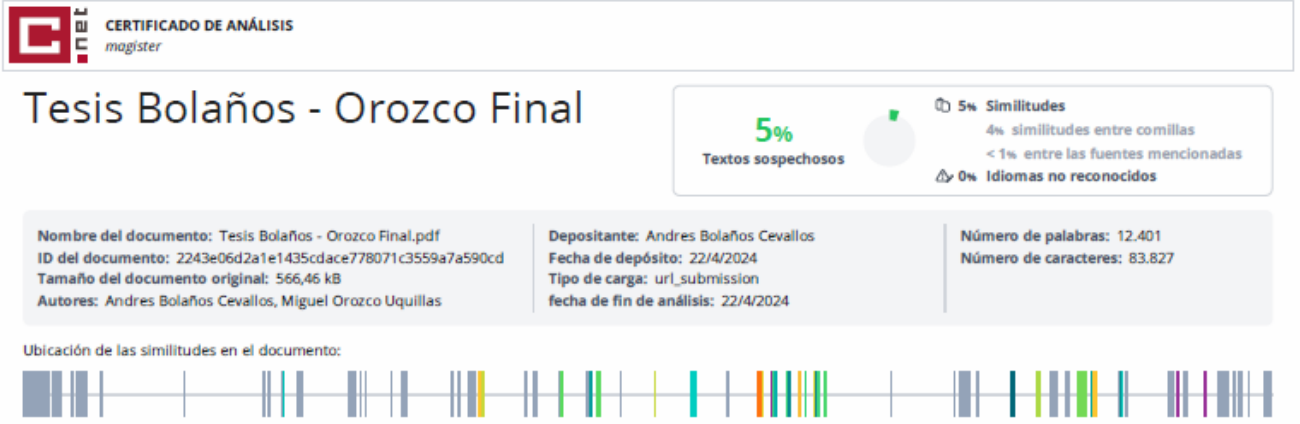 C.net
CERTIFICADO DE ANÁLISIS
magister
Tesis Bolaños - Orozco Final
5%
Textos sospechosos
5% Similitudes
4% similitudes entre comillas
< 1% entre las fuentes mencionadas
0% Idiomas no reconocidos
Nombre del documento: Tesis Bolaños - Orozco Final.pdf
ID del documento: 2243e06d2a1e1435cdace778071c3559a7a590cd
Tamaño del documento original: 566,46 kB
Autores: Andres Bolaños Cevallos, Miguel Orozco Uquillas
Depositante: Andres Bolaños Cevallos
Fecha de depósito: 22/4/2024
Tipo de carga: url_submission
fecha de fin de análisis: 22/4/2024
Número de palabras: 12.401
Número de caracteres: 83.827
Ubicación de las similitudes en el documento: